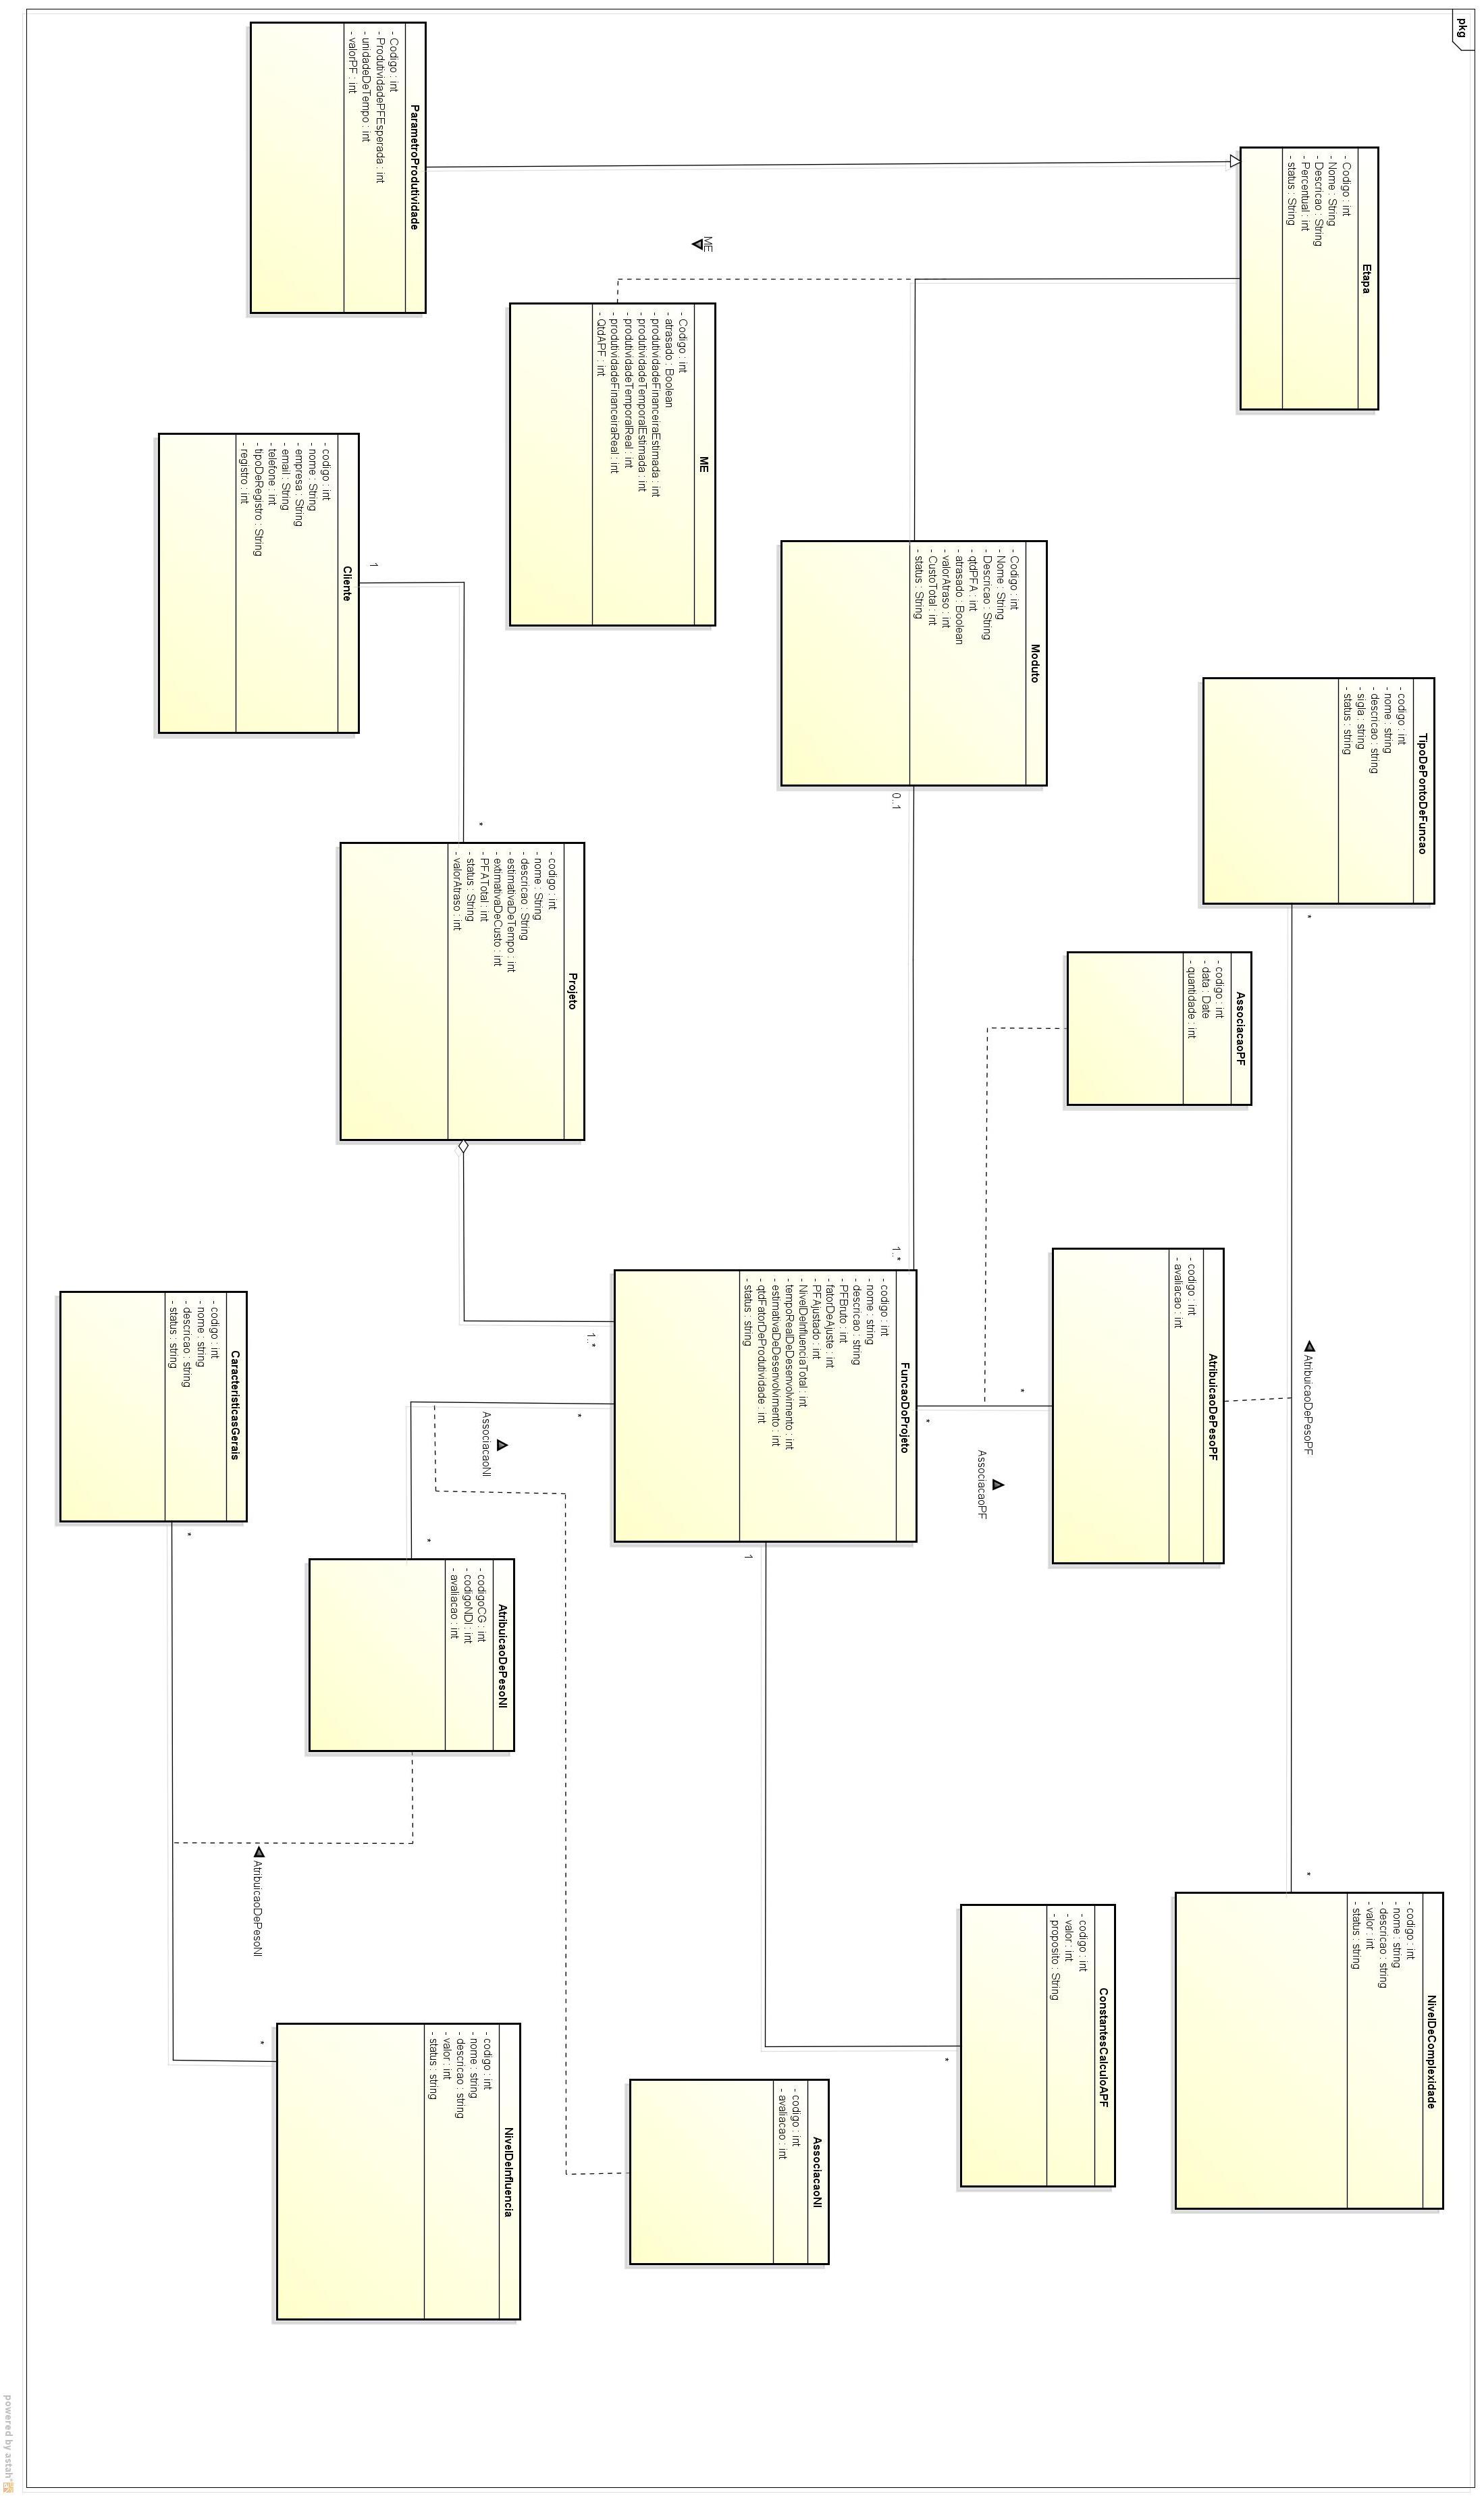 pkg
Etapa
- Codigo : int
- Nome : String
- Descricao : String
- Percentual : int
- status : String
TipoDePontoDeFuncao
- codigo : int
- nome : string
- descricao : string
- sigla : string
- status : string
*
AtribuicaoDePesoPF
*
NivelDeComplexidade
- codigo : int
- nome : string
- descricao : string
- valor : int
- status : string
AssociacaoPF
- codigo : int
- data : Date
- quantidade : int
AtribuicaoDePesoPF
- codigo : int
- avaliacao : int
ConstantesCalculoAPF
- codigo : int
- valor : int
- proposito : String
*
*
AssociacaoPF
*
Moduto
- Codigo : int
- Nome : String
- Descricao : String
- qtdPFA : int
- atrasado : Boolean
- valorAtraso : int
- CustoTotal : int
- status : String
0..1
1..*
FuncaoDoProjeto
- codigo : int
- nome : string
- descricao : string
- PFBruto : int
- fatorDeAjuste : int
- PFAjustado : int
- NivelDeInfluenciaTotal : int
- tempoRealDeDesenvolvimento : int
- estimativaDeDesenvolvimento : int
- qtdFatorDeProdutividade : int
- status : string
1
1..*
*
AssociacaoNI
- codigo : int
- avaliacao : int
ME
ME
- Codigo : int
- atrasado : Boolean
- produtividadeFinanceiraEstimada : int
- produtividadeTemporalEstimada : int
- produtividadeTemporalReal : int
- produtividadeFinanceiraReal : int
- QtdAPF : int
Projeto
- codigo : int
- nome : String
- descricao : String
- estimativaDeTempo : int
- extimativaDeCusto : int
- PFATotal : int
- status : String
- valorAtraso : int
*
AssociacaoNI
*
AtribuicaoDePesoNI
- codigoCG : int
- codigoNDI : int
- avaliacao : int
NivelDeInfluencia
- codigo : int
- nome : string
- descricao : string
- valor : int
- status : string
*
ParametroProdutividade
- Codigo : int
- ProdutividadePFEsperada : int
- unidadeDeTempo : int
- valorPF : int
1
Cliente
- codigo : int
- nome : String
- empresa : String
- email : String
- telefone : int
- tipoDeRegistro : String
- registro : int
CaracteristicasGerais
- codigo : int
- nome : string
- descricao : string
- status : string
*
AtribuicaoDePesoNI
powered by astah*